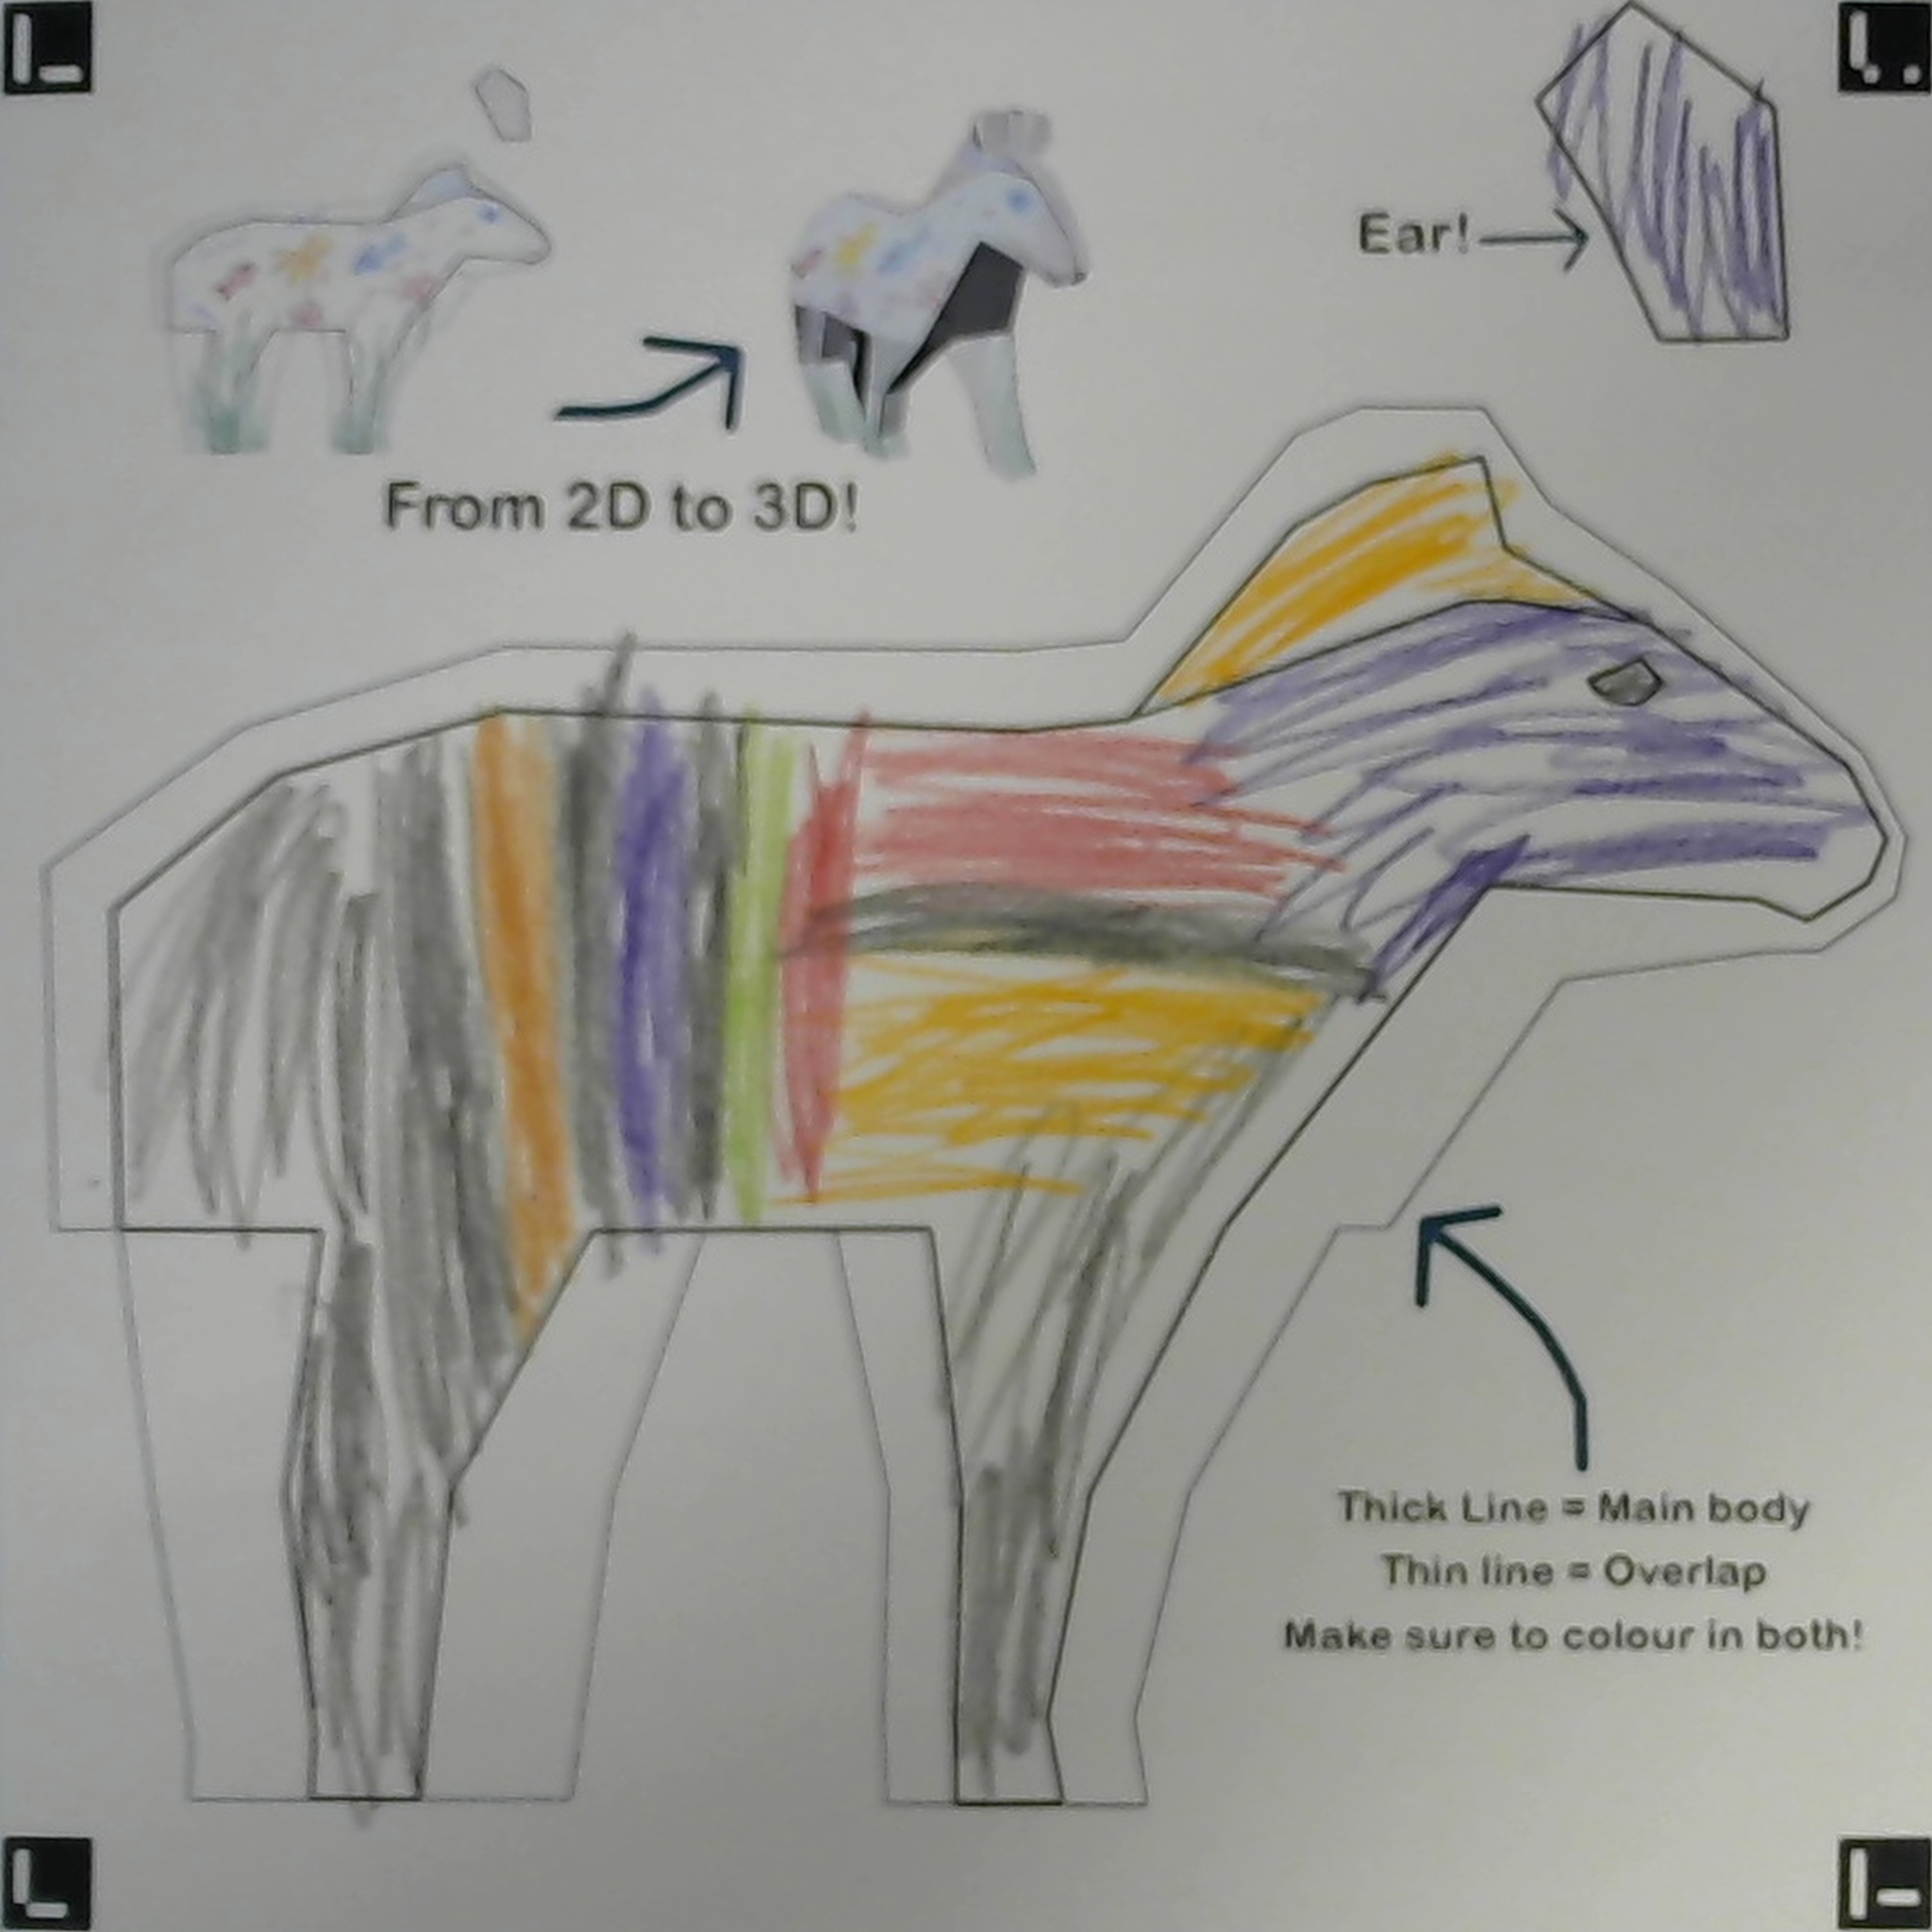 Ear!
From 2D to 3D!
Thick Line = Main body
Thin line = Overlap
Make sure to colour in both!